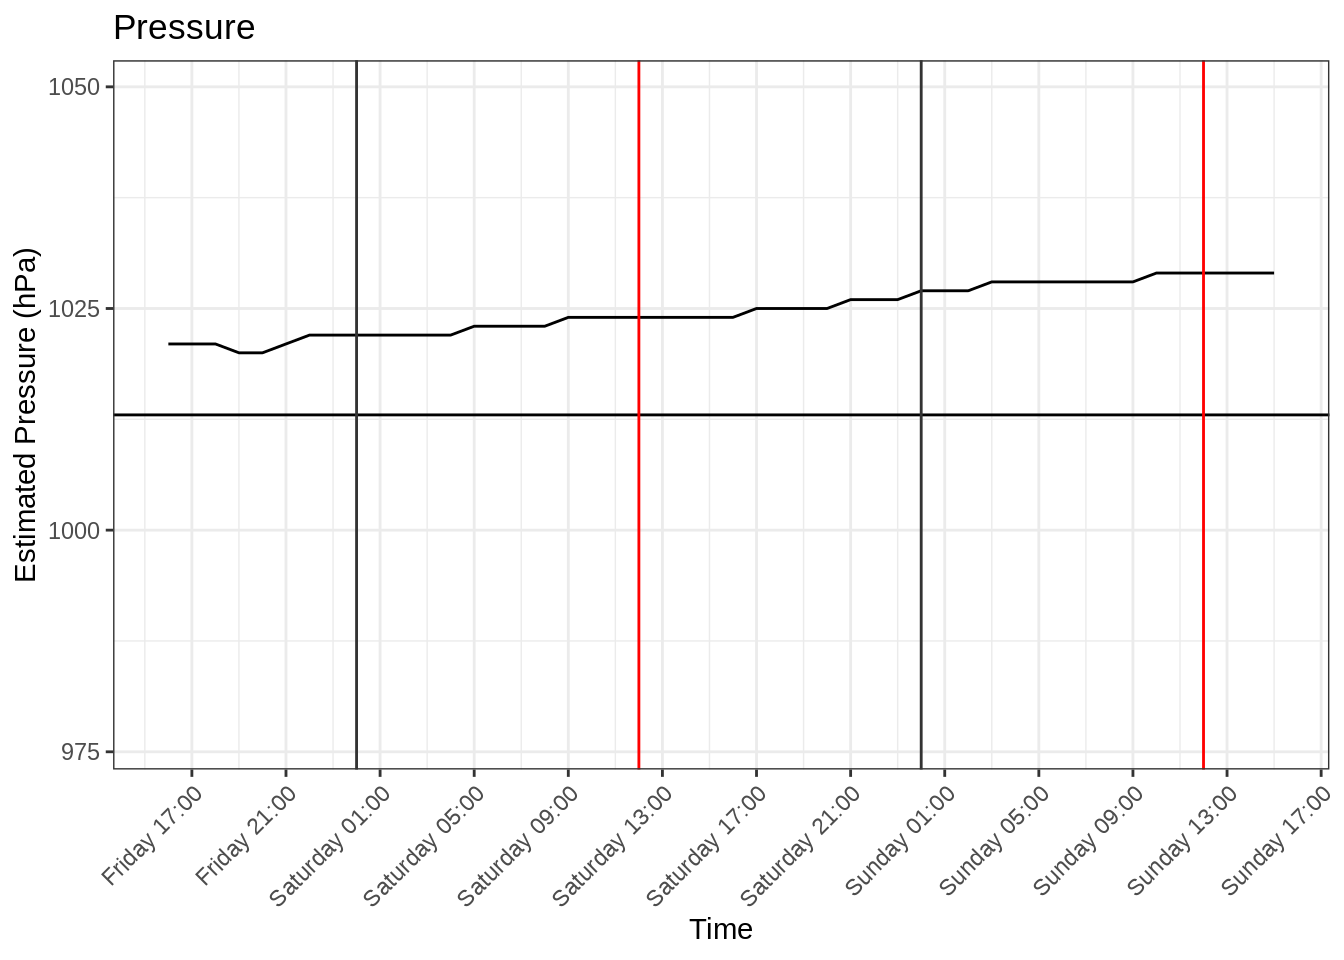 Pressure
Estimated Pressure (hPa)
1050
1025
1000
975
Friday 17:00
Friday 21:00
Saturday 01:00
Saturday 05:00
Saturday 09:00
Saturday 13:00
Saturday 17:00
Saturday 21:00
Sunday 01:00
Sunday 05:00
Sunday 09:00
Sunday 13:00
Sunday 17:00
Time